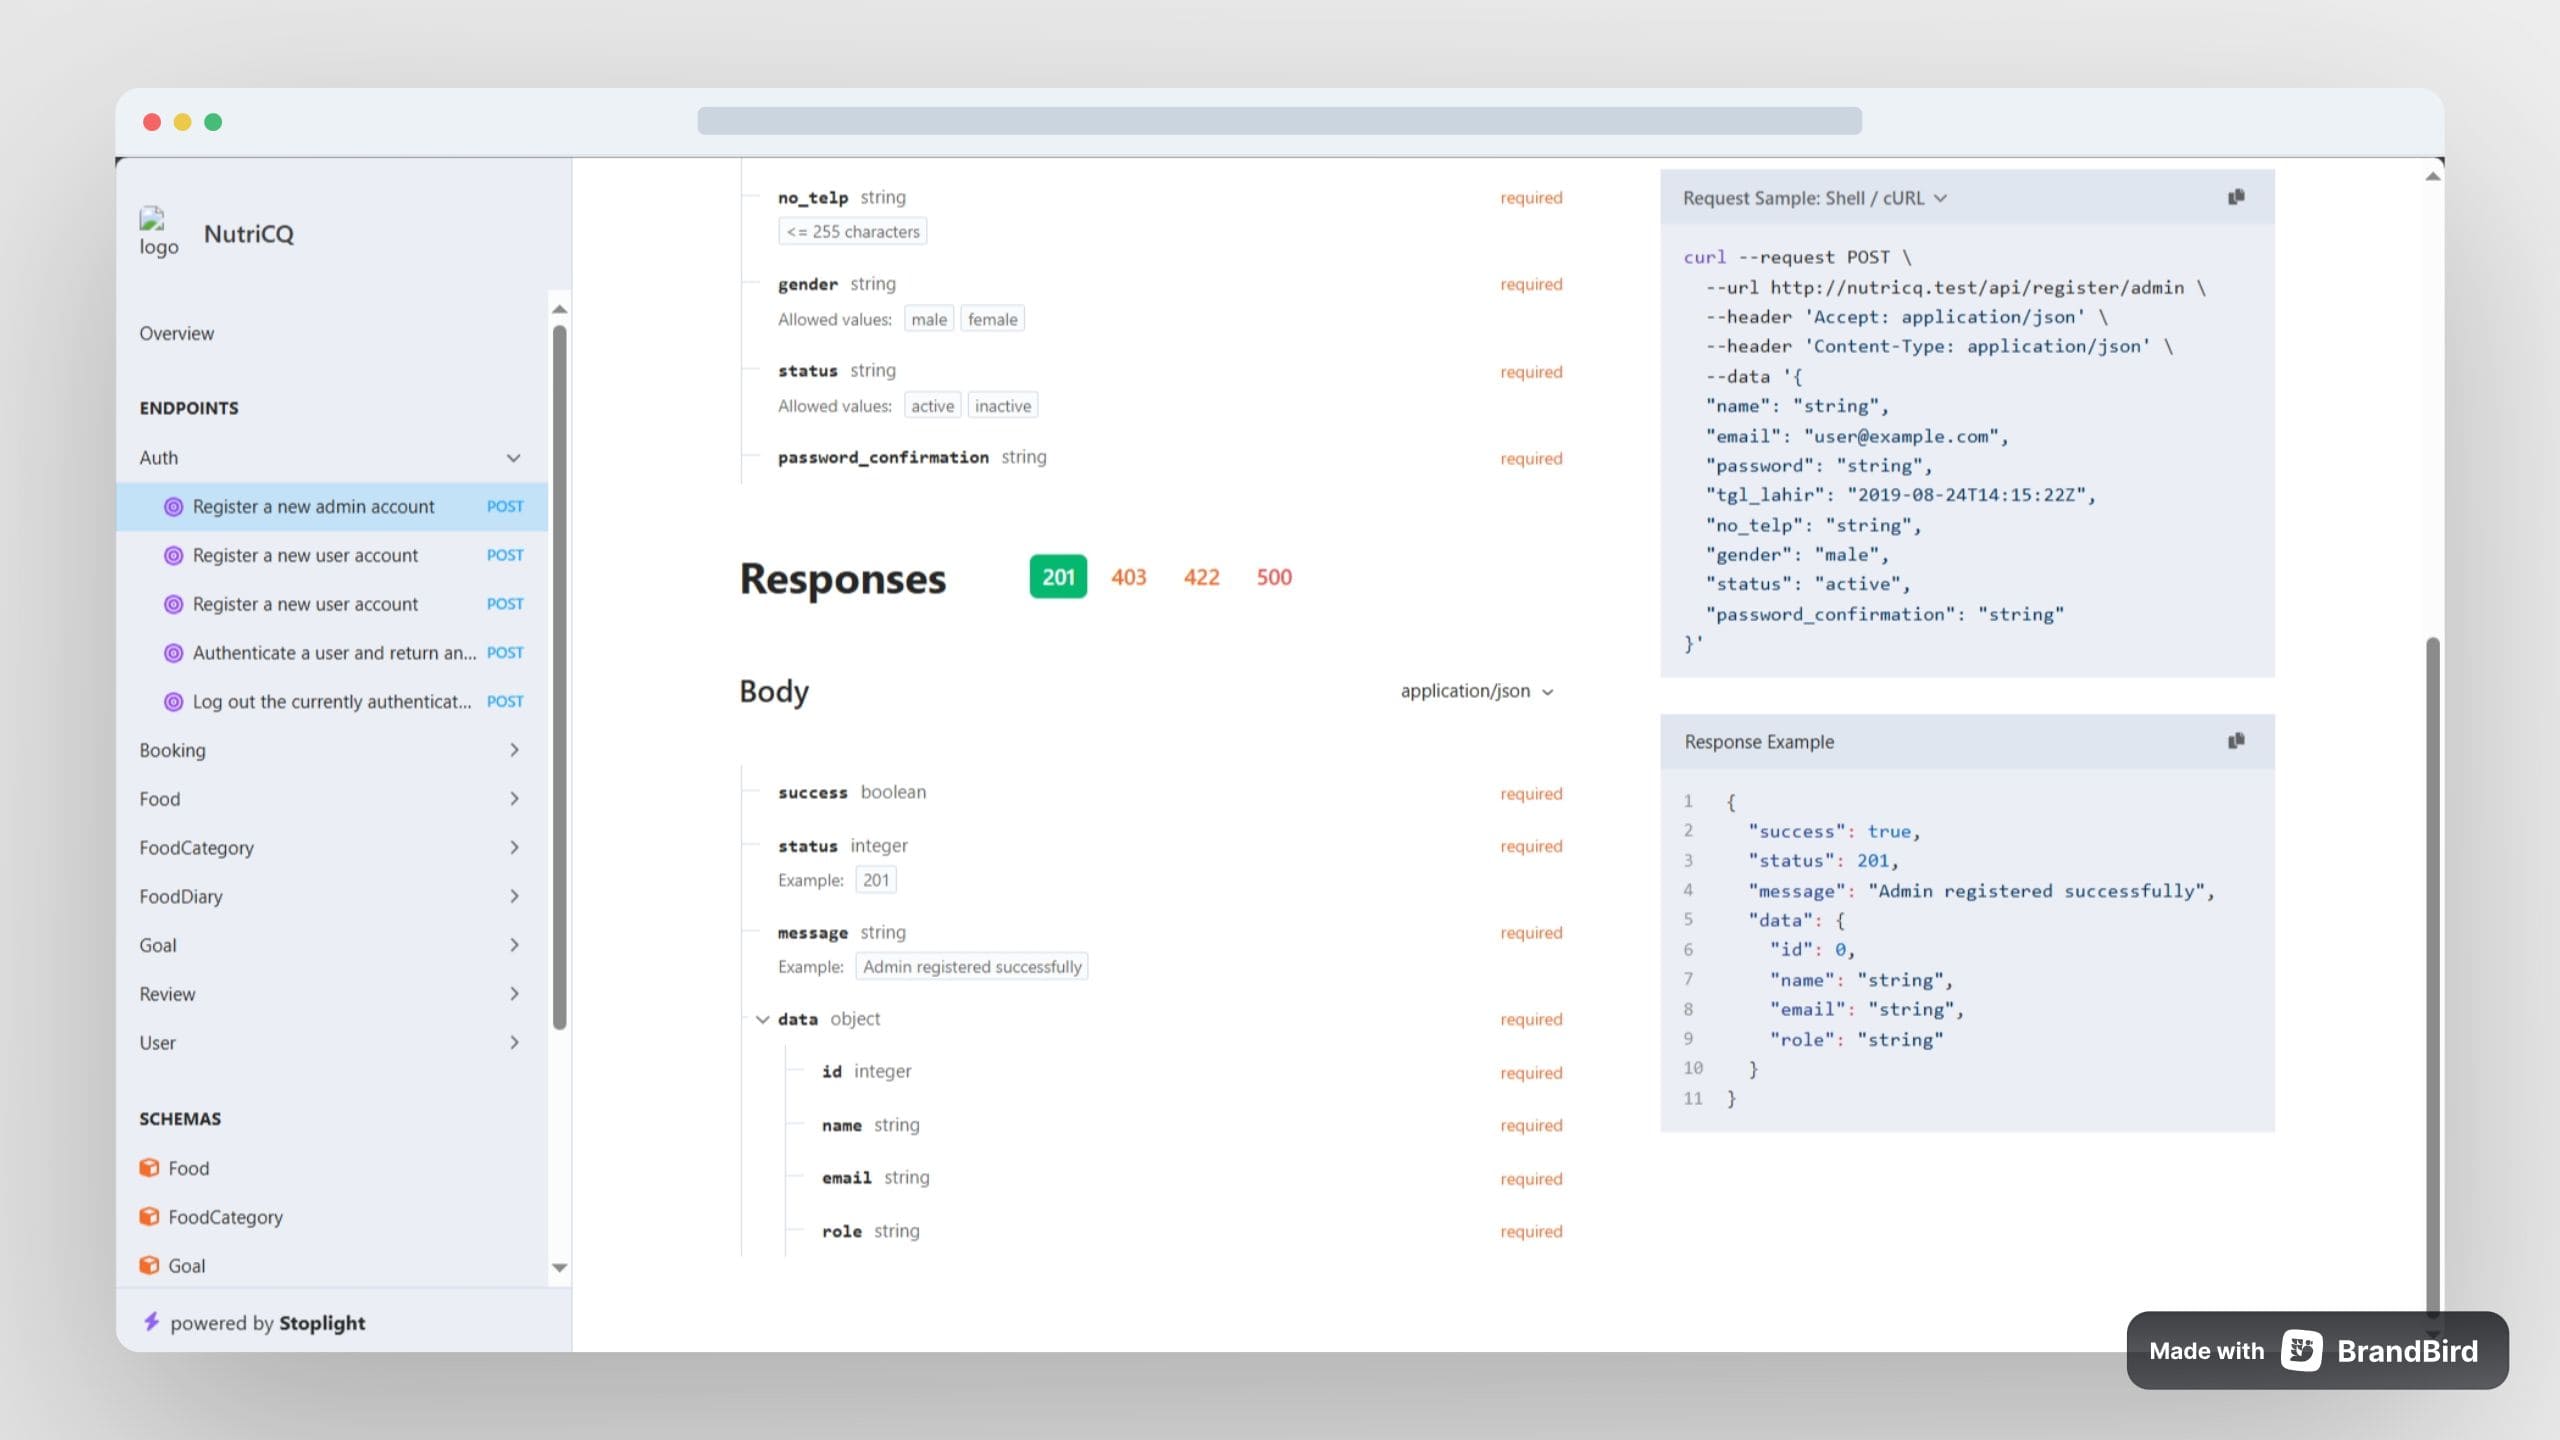 logo
NutriCQ
Overview
ENDPOINTS
Auth
Register a new admin account POST
Register a new user account POST
Register a new user account POST
Authenticate a user and return an... POST
Log out the currently authenticat... POST
Booking
Food
FoodCategory
FoodDiary
Goal
Review
User
SCHEMAS
Food
FoodCategory
Goal
powered by Stoplight
no_telp string required
<= 255 characters
gender string required
Allowed values: male female
status string required
Allowed values: active inactive
password_confirmation string required
Responses 201 403 422 500
Body application/json
success boolean required
status integer required
Example: 201
message string required
Example: Admin registered successfully
data object required
id integer required
name string required
email string required
role string required
Request Sample: Shell / cURL
curl --request POST \
--url http://nutricq.test/api/register/admin \
--header 'Accept: application/json' \
--header 'Content-Type: application/json' \
--data '{
"name": "string",
"email": "user@example.com",
"password": "string",
"tgl_lahir": "2019-08-24T14:15:22Z",
"no_telp": "string",
"gender": "male",
"status": "active",
"password_confirmation": "string"
}'
Response Example
1 {
2 "success": true,
3 "status": 201,
4 "message": "Admin registered successfully",
5 "data": {
6 "id": 0,
7 "name": "string",
8 "email": "string",
9 "role": "string"
10 }
11 }
Made with BrandBird